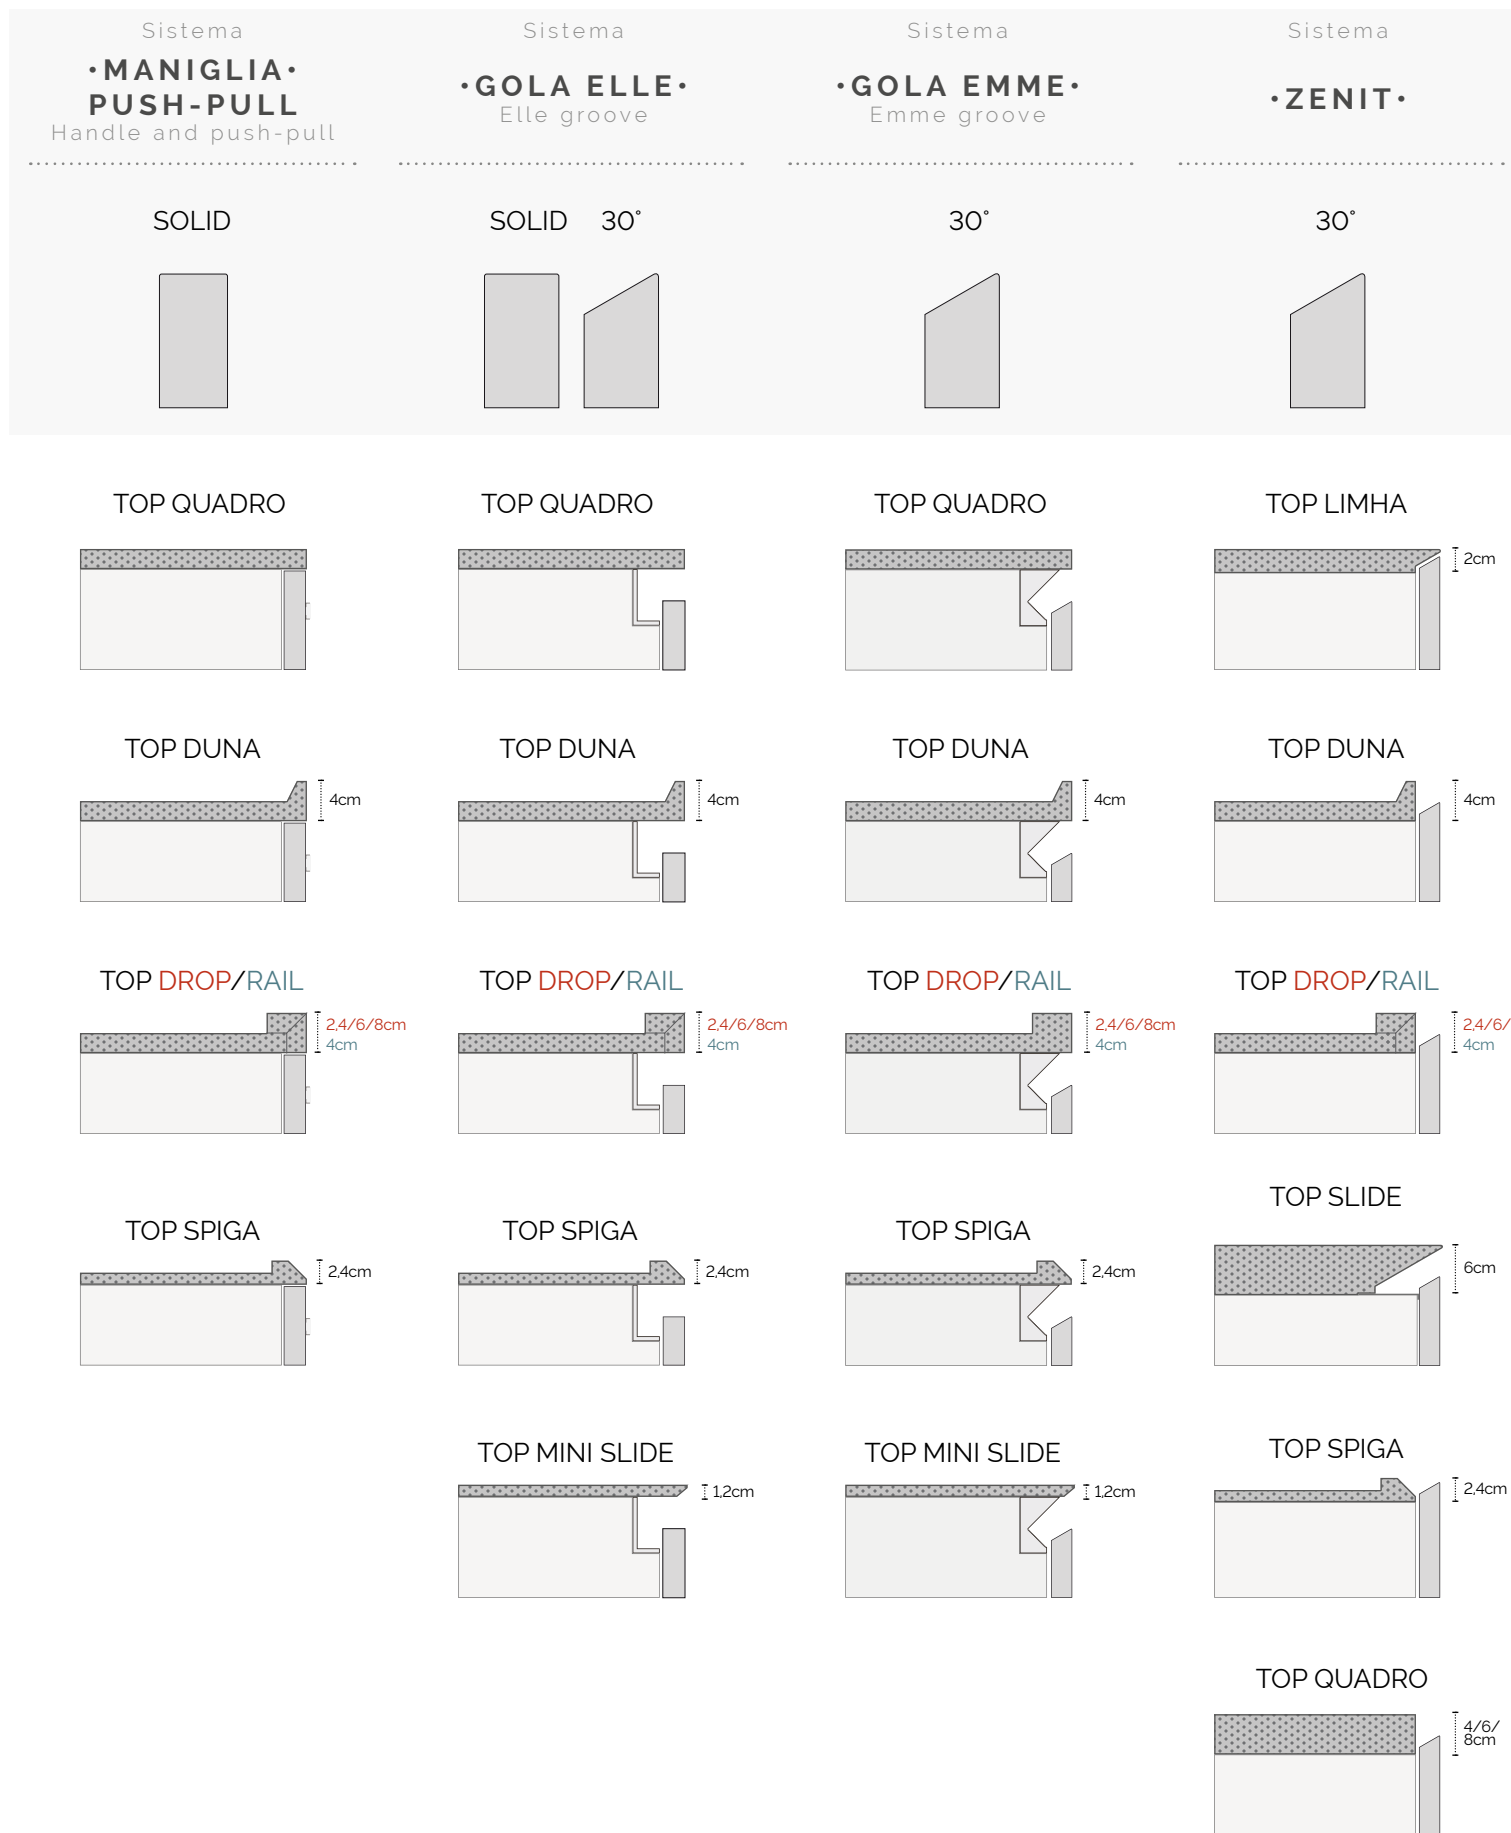 Sistema
•MANIGLIA•
PUSH-PULL
Handle and push-pull
Sistema
•GOLA ELLE•
Elle groove
Sistema
•GOLA EMME•
Emme groove
Sistema
•ZENIT•
SOLID
SOLID 30°
30°
30°
TOP QUADRO
TOP QUADRO
TOP QUADRO
TOP LIMHA
2cm
TOP DUNA
4cm
TOP DUNA
4cm
TOP DUNA
4cm
TOP DUNA
4cm
TOP DROP/RAIL
2,4/6/8cm
4cm
TOP DROP/RAIL
2,4/6/8cm
4cm
TOP DROP/RAIL
2,4/6/8cm
4cm
TOP DROP/RAIL
2,4/6/
4cm
TOP SPIGA
2,4cm
TOP SPIGA
2,4cm
TOP SPIGA
2,4cm
TOP SLIDE
6cm
TOP MINI SLIDE
1,2cm
TOP MINI SLIDE
1,2cm
TOP SPIGA
2,4cm
TOP QUADRO
4/6/
8cm